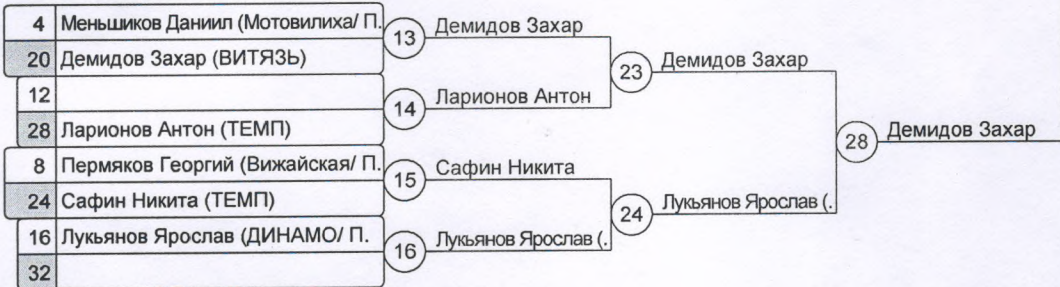 4 Меньшиков Даниил (Мотовилиха/ П.
20 Демидов Захар (ВИТЯЗЬ)
13 Демидов Захар
12
28 Ларионов Антон (ТЕМП)
14 Ларионов Антон
23 Демидов Захар
8 Пермяков Георгий (Вижайская/ П.
24 Сафин Никита (ТЕМП)
15 Сафин Никита
16 Лукьянов Ярослав (ДИНАМО/ П.
32
16 Лукьянов Ярослав (.
24 Лукьянов Ярослав (.
28 Демидов Захар